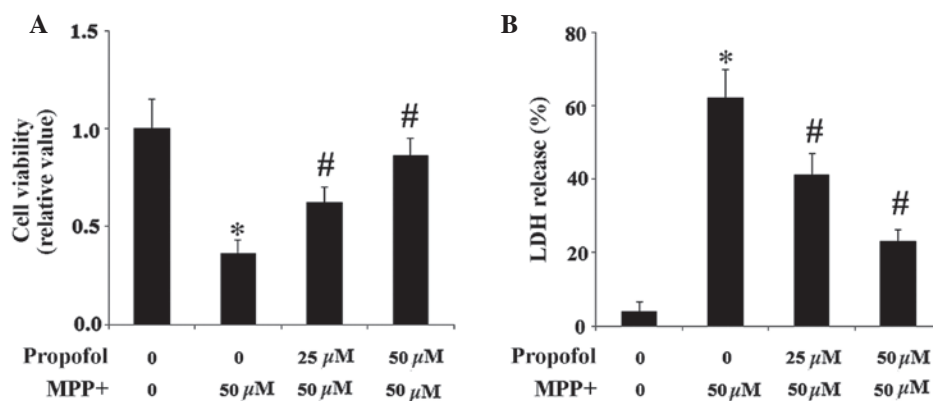 A
Cell viability
(relative value)
1.5
1.0
0.5
0.0
*
#
#
Propofol 0 0 25 µM 50 µM
MPP+ 0 50 µM 50 µM 50 µM
B
LDH release (%)
80
60
40
20
0
*
#
#
Propofol 0 0 25 µM 50 µM
MPP+ 0 50 µM 50 µM 50 µM